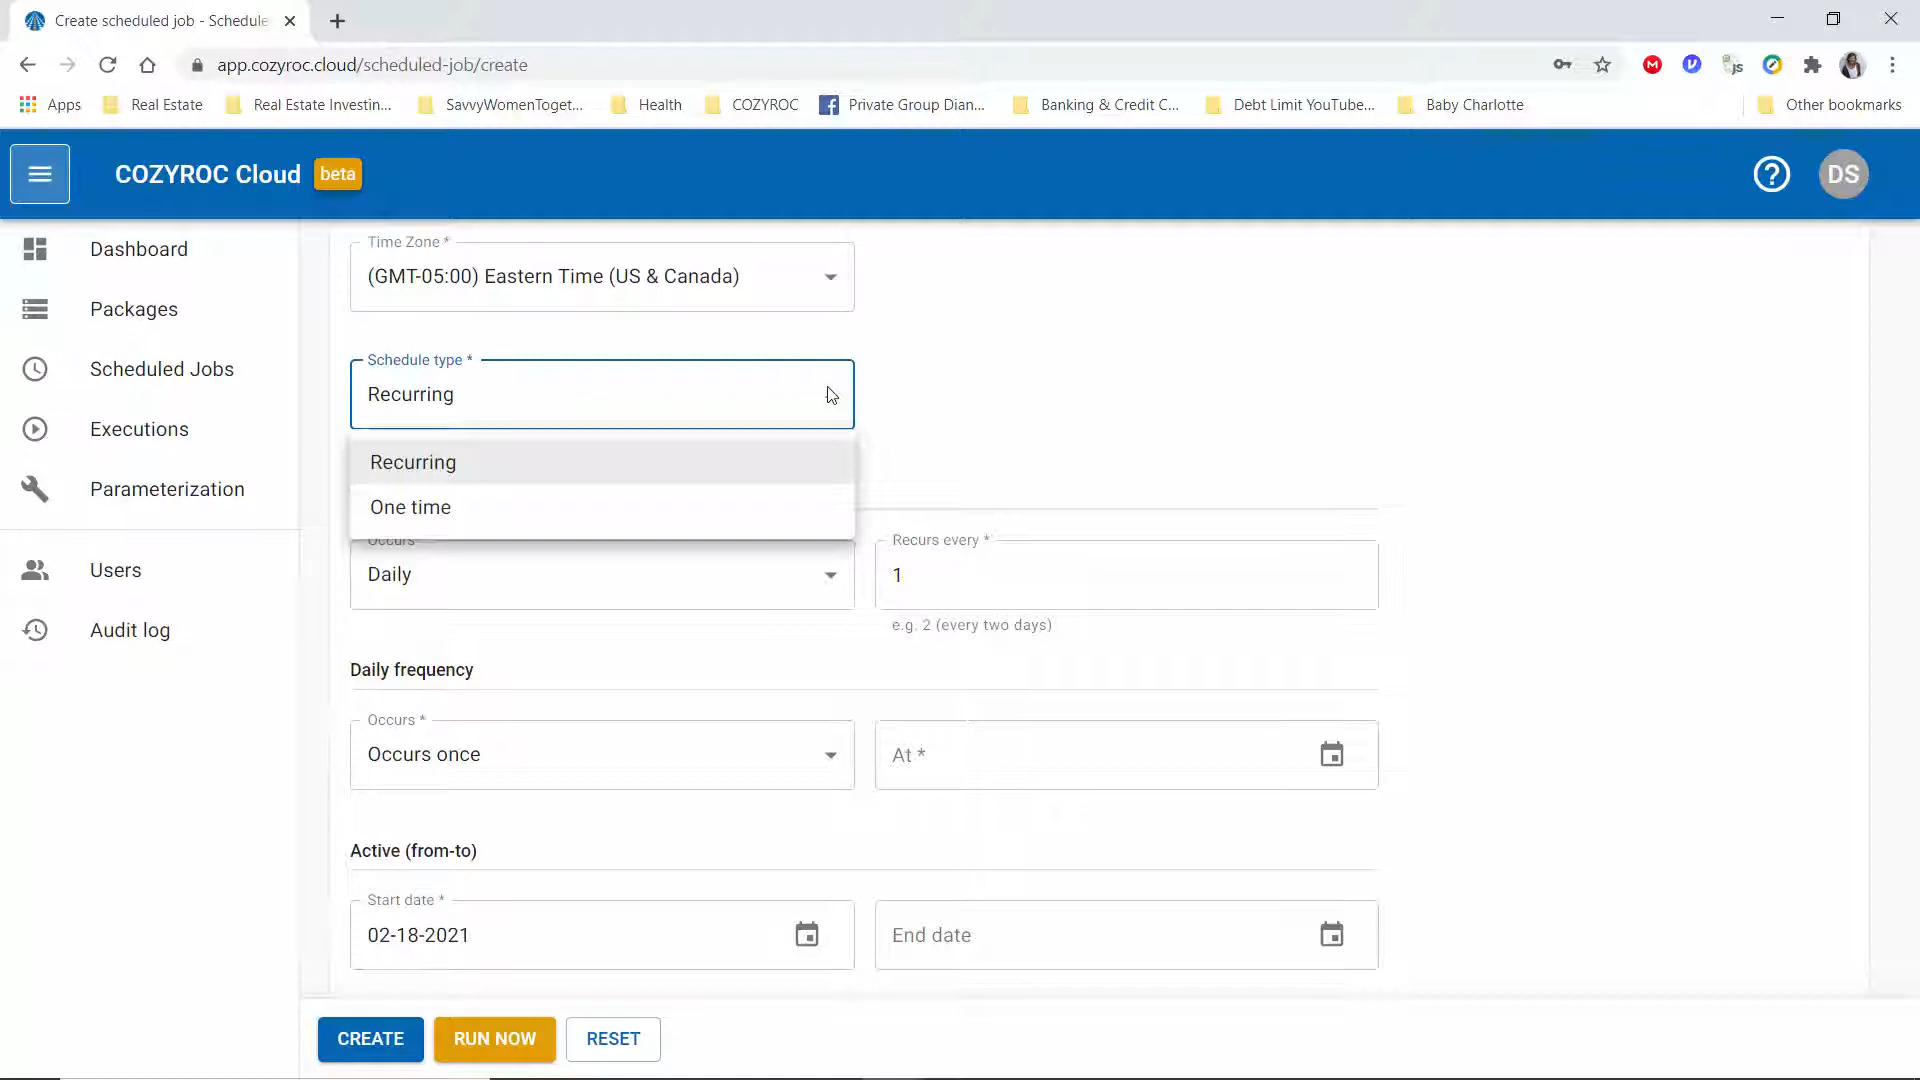 Create scheduled job - Schedule
app.cozyroc.cloud/scheduled-job/create
Apps Real Estate Real Estate Investin... SavvyWomenToget... Health COZYROC Private Group Dian... Banking & Credit C... Debt Limit YouTube... Baby Charlotte Other bookmarks
COZYROC Cloud beta DS
Dashboard
Packages
Scheduled Jobs
Executions
Parameterization
Users
Audit log
Time Zone *
(GMT-05:00) Eastern Time (US & Canada)
Schedule type *
Recurring
Recurring
One time
Occurs
Daily
Recurs every *
1
e.g. 2 (every two days)
Daily frequency
Occurs *
Occurs once
At *
Active (from-to)
Start date *
02-18-2021
End date
CREATE RUN NOW RESET